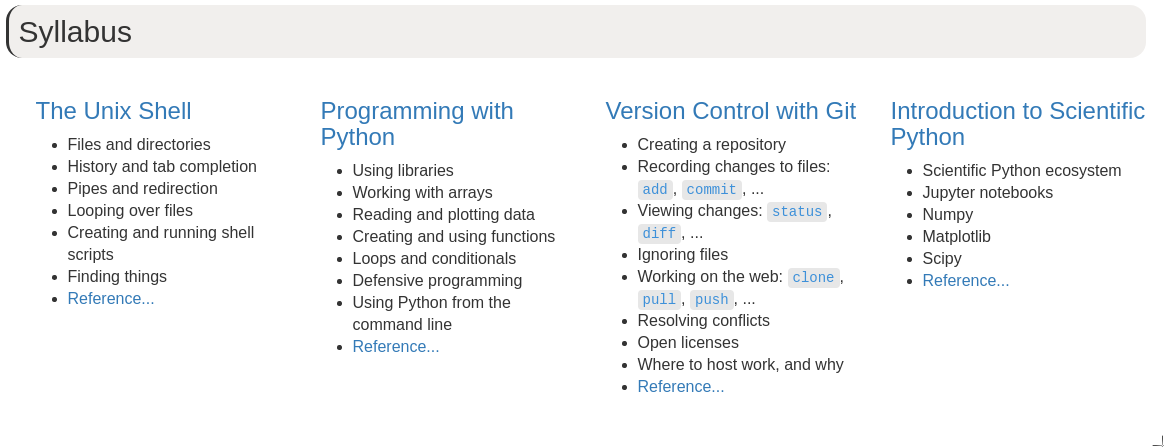 Syllabus
The Unix Shell
• Files and directories
• History and tab completion
• Pipes and redirection
• Looping over files
• Creating and running shell
scripts
• Finding things
• Reference...
Programming with
Python
• Using libraries
• Working with arrays
• Reading and plotting data
• Creating and using functions
• Loops and conditionals
• Defensive programming
• Using Python from the
command line
• Reference...
Version Control with Git
• Creating a repository
• Recording changes to files:
add, commit, ...
• Viewing changes: status,
diff, ...
• Ignoring files
• Working on the web: clone,
pull, push, ...
• Resolving conflicts
• Open licenses
• Where to host work, and why
• Reference...
Introduction to Scientific
Python
• Scientific Python ecosystem
• Jupyter notebooks
• Numpy
• Matplotlib
• Scipy
• Reference...